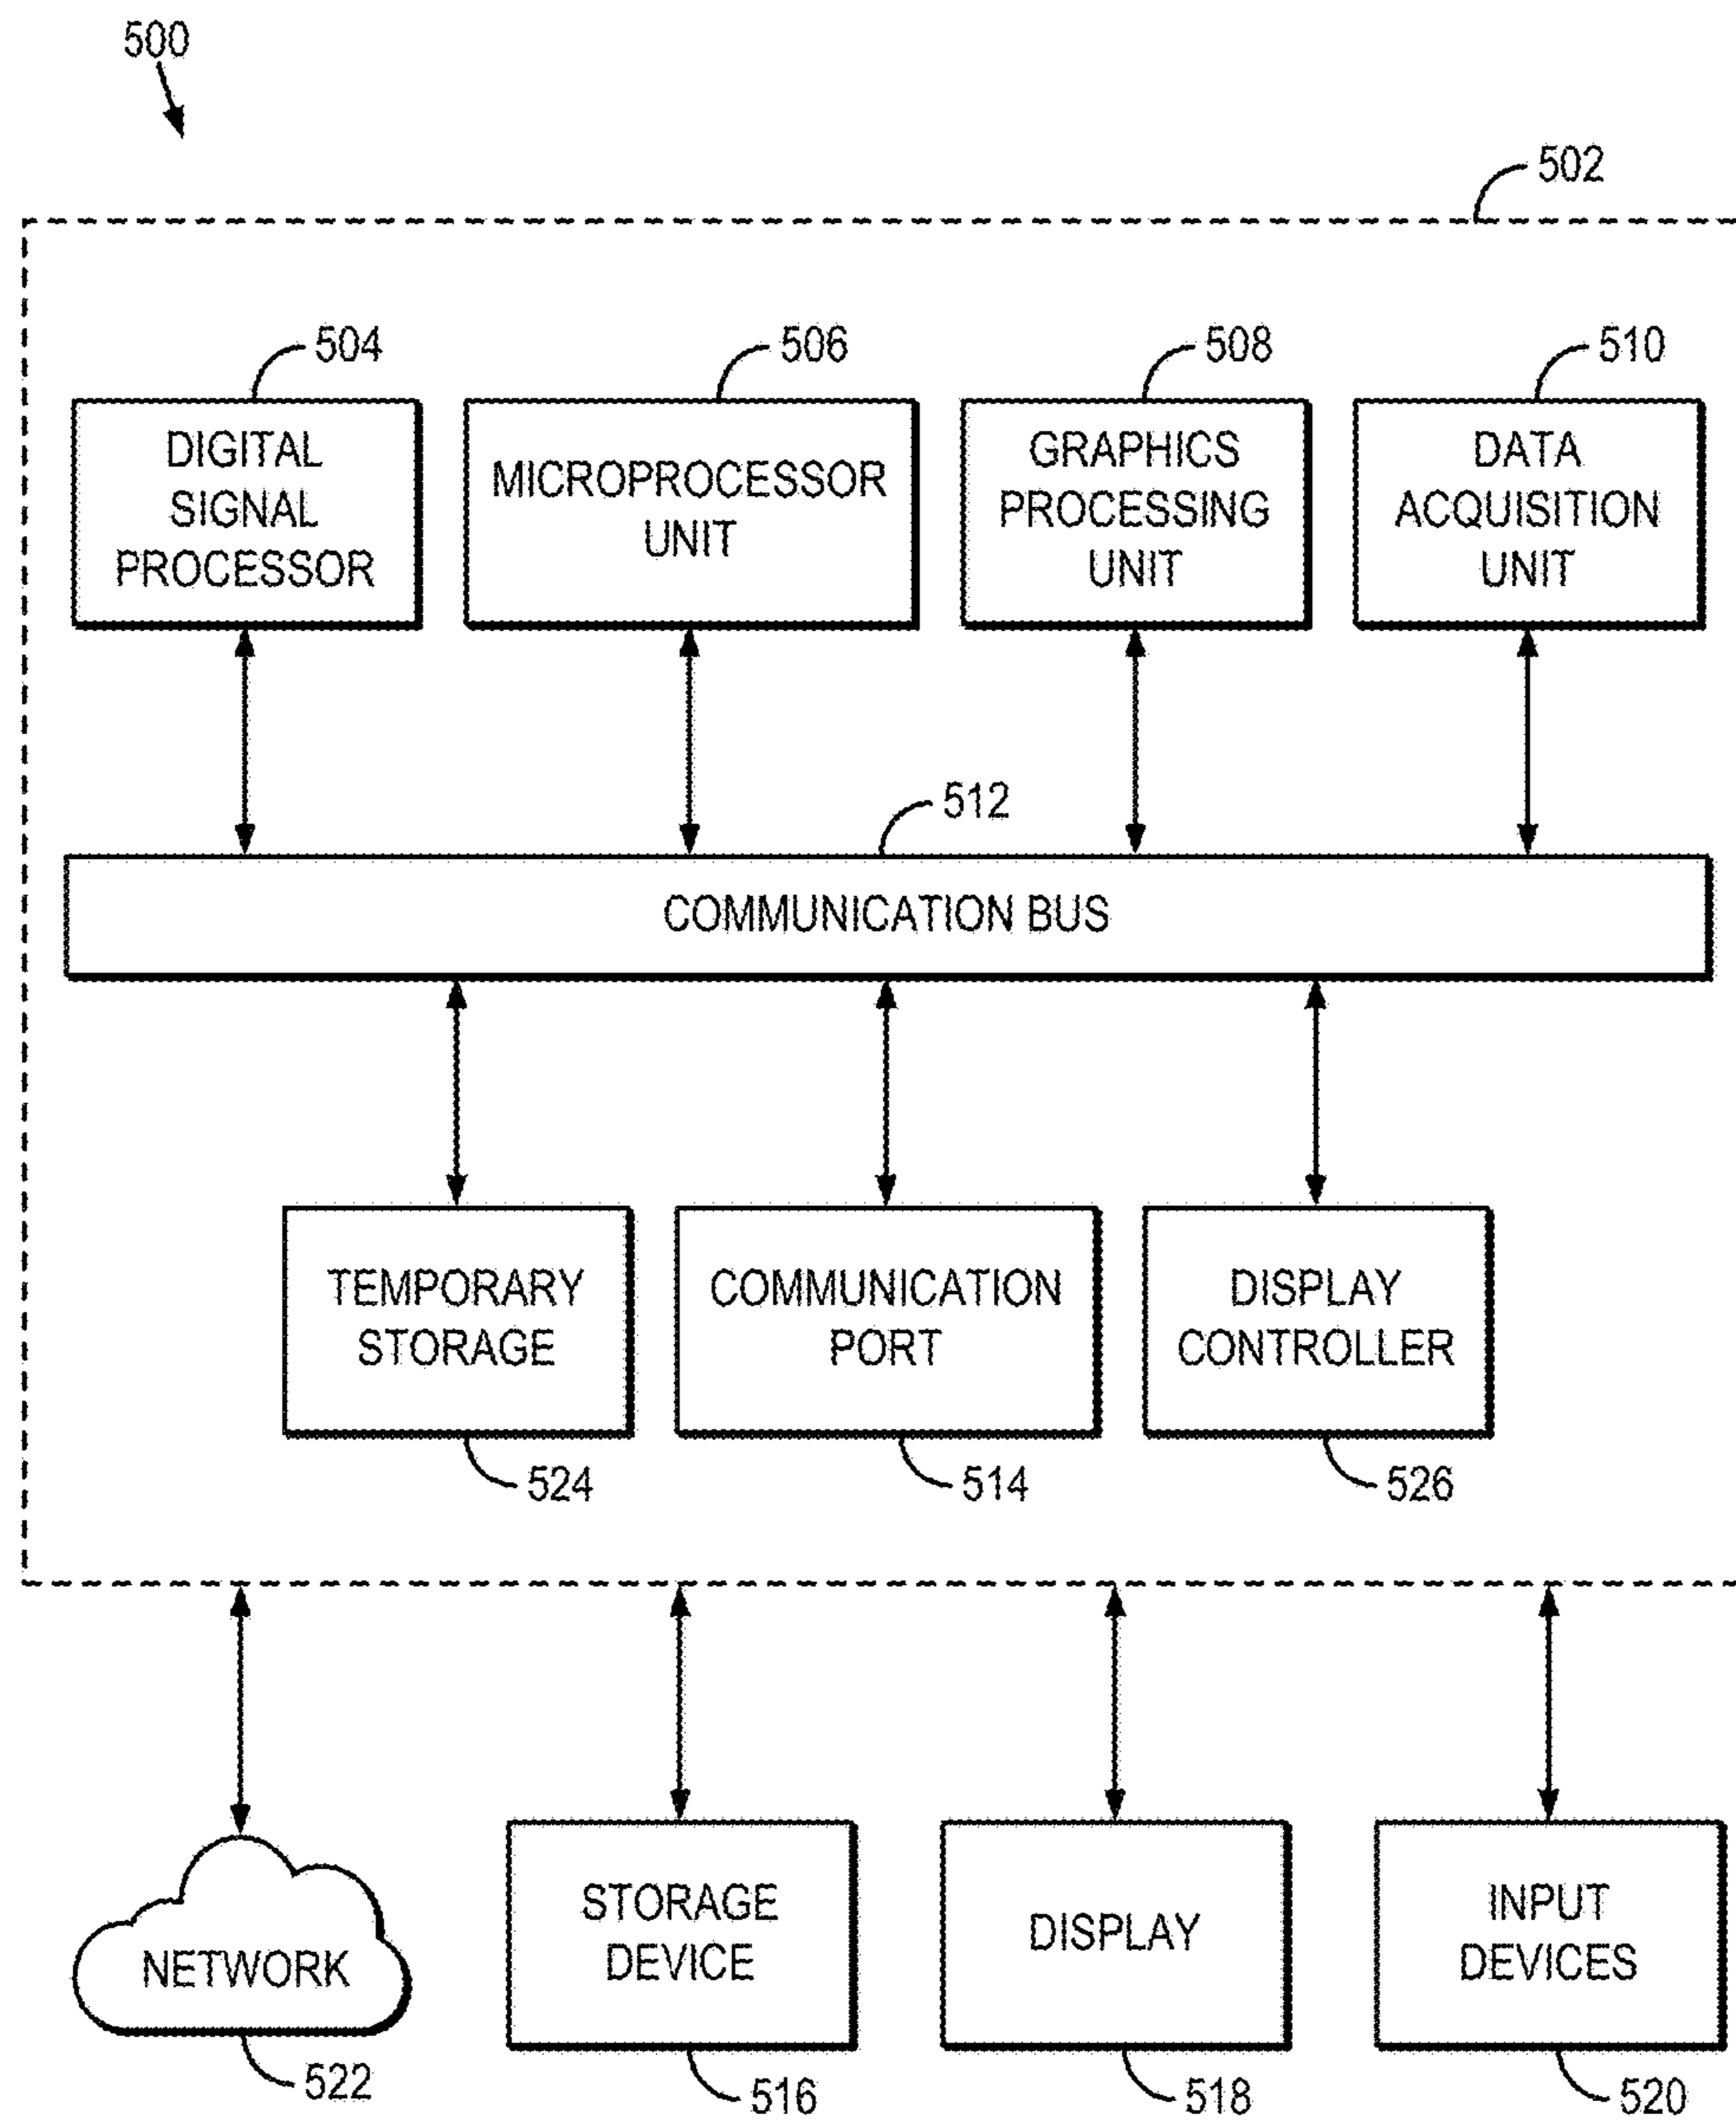 500
502
504
506
508
510
DIGITAL
SIGNAL
PROCESSOR
MICROPROCESSOR
UNIT
GRAPHICS
PROCESSING
UNIT
DATA
ACQUISITION
UNIT
512
COMMUNICATION BUS
TEMPORARY
STORAGE
COMMUNICATION
PORT
DISPLAY
CONTROLLER
524
514
526
NETWORK
STORAGE
DEVICE
DISPLAY
INPUT
DEVICES
522
516
518
520